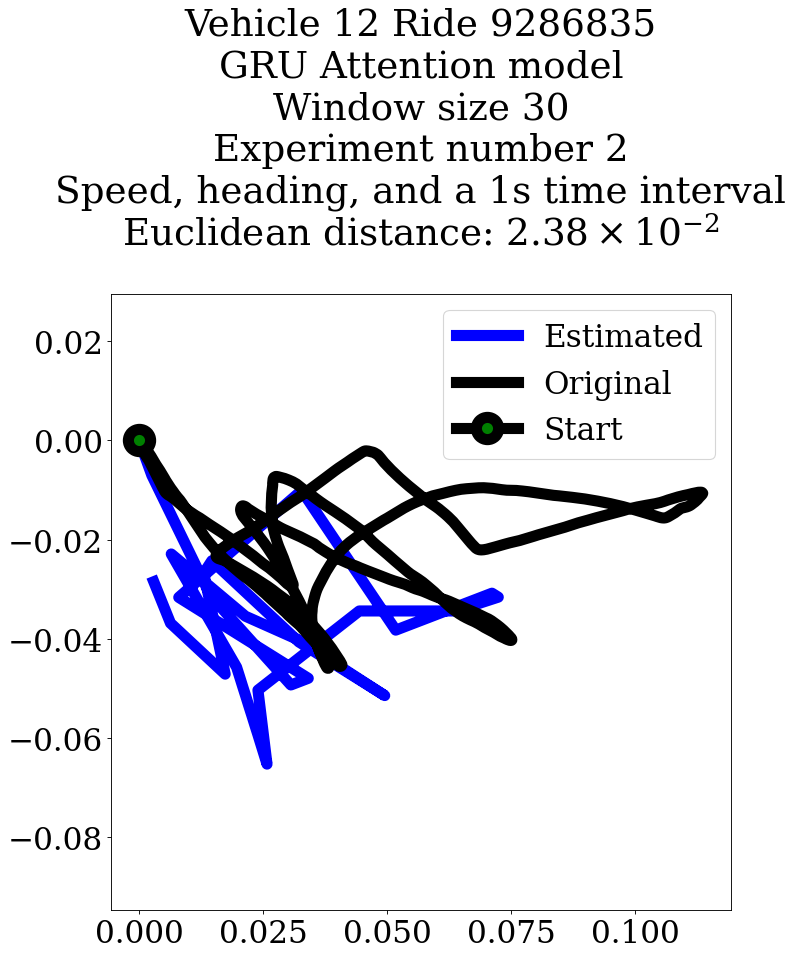 Vehicle 12 Ride 9286835
GRU Attention model
Window size 30
Experiment number 2
Speed, heading, and a 1s time interval
Euclidean distance: 2.38 × 10⁻²
Estimated
Original
Start
0.02
0.00
−0.02
−0.04
−0.06
−0.08
0.000 0.025 0.050 0.075 0.100